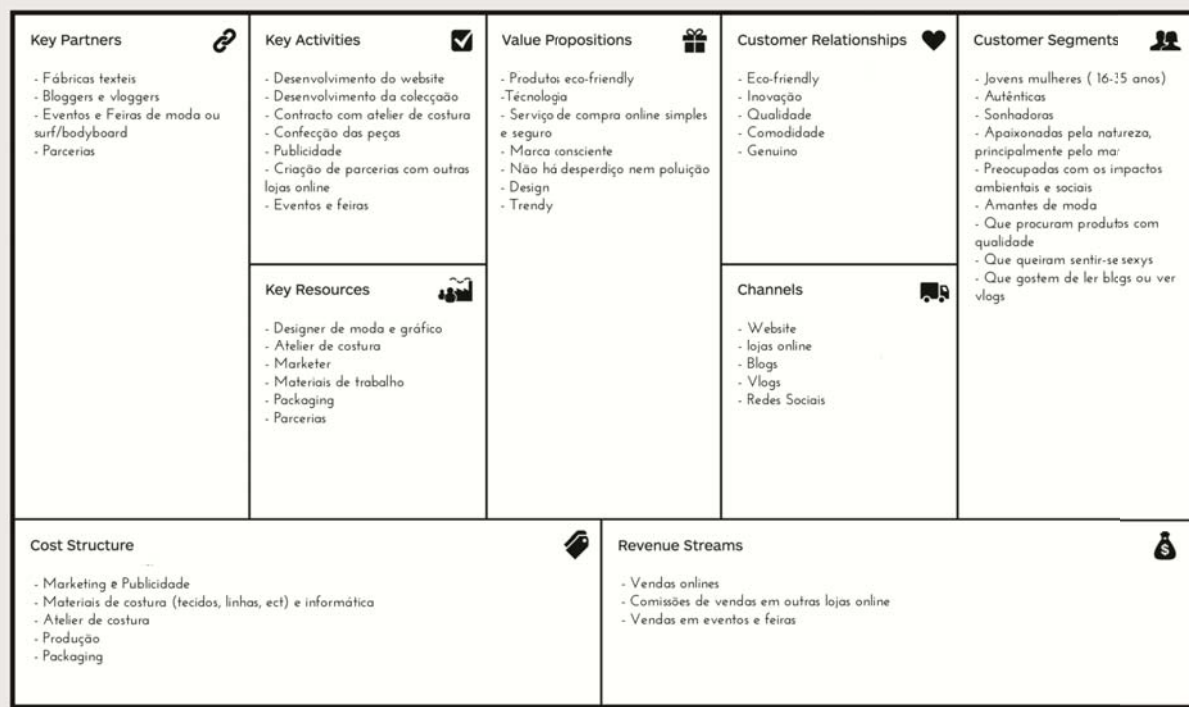 Key Partners
- Fábricas texteis
- Bloggers e vloggers
- Eventos e Feiras de moda ou
surf/bodyboard
- Parcerias
Key Activities
- Desenvolvimento do website
- Desenvolvimento da colecçaão
- Contracto com atelier de costura
- Confecção das peças
- Publicidade
- Criação de parcerias com outras
lojas online
- Eventos e feiras
Key Resources
- Designer de moda e gráfico
- Atelier de costura
- Marketer
- Materiais de trabalho
- Packaging
- Parcerias
Value Propositions
- Produtos eco-friendly
-Técnologia
- Serviço de compra online simples
e seguro
- Marca consciente
- Não há desperdiço nem poluição
- Design
- Trendy
Customer Relationships
- Eco-friendly
- Inovação
- Qualidade
- Comodidade
- Genuino
Channels
- Website
- lojas online
- Blogs
- Vlogs
- Redes Sociais
Customer Segments
- Jovens mulheres ( 16-35 anos)
- Autênticas
- Sonhadoras
- Apaixonadas pela natureza,
principalmente pelo mar
- Preocupadas com os impactos
ambientais e sociais
- Amantes de moda
- Que procuram produtos com
qualidade
- Que queiram sentir-se sexys
- Que gostem de ler blogs ou ver
vlogs
Cost Structure
- Marketing e Publicidade
- Materiais de costura (tecidos, linhas, ect) e informática
- Atelier de costura
- Produção
- Packaging
Revenue Streams
- Vendas onlines
- Comissões de vendas em outras lojas online
- Vendas em eventos e feiras